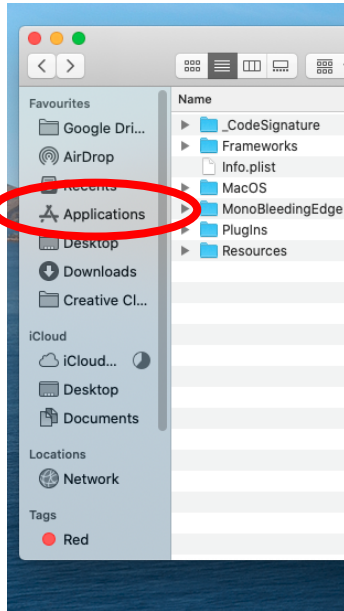 Favourites
Google Dri...
AirDrop
Recents
Applications
Desktop
Downloads
Creative Cl...
iCloud
iCloud...
Desktop
Documents
Locations
Network
Tags
Red
Name
_CodeSignature
Frameworks
Info.plist
MacOS
MonoBleedingEdge
PlugIns
Resources